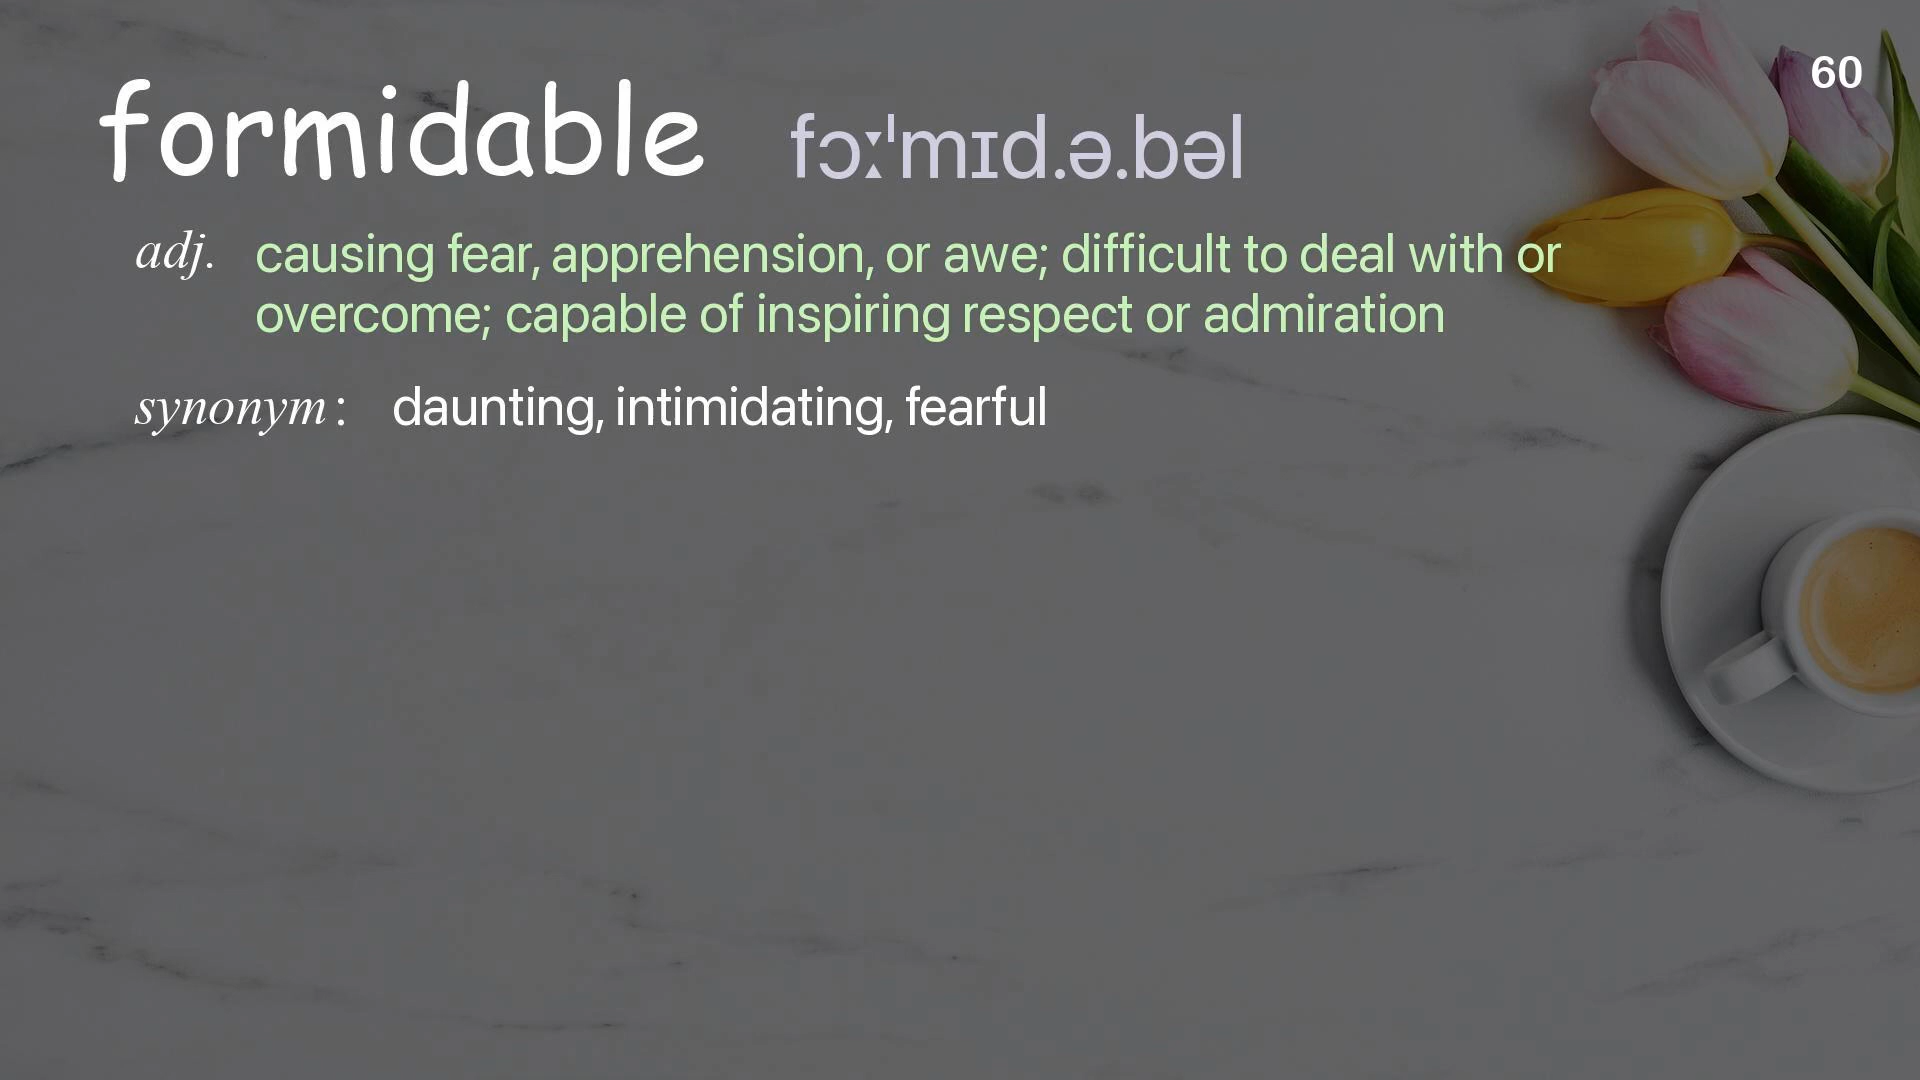 60
formidable fɔːˈmɪd.ə.bəl
adj. causing fear, apprehension, or awe; difficult to deal with or
overcome; capable of inspiring respect or admiration
synonym: daunting, intimidating, fearful